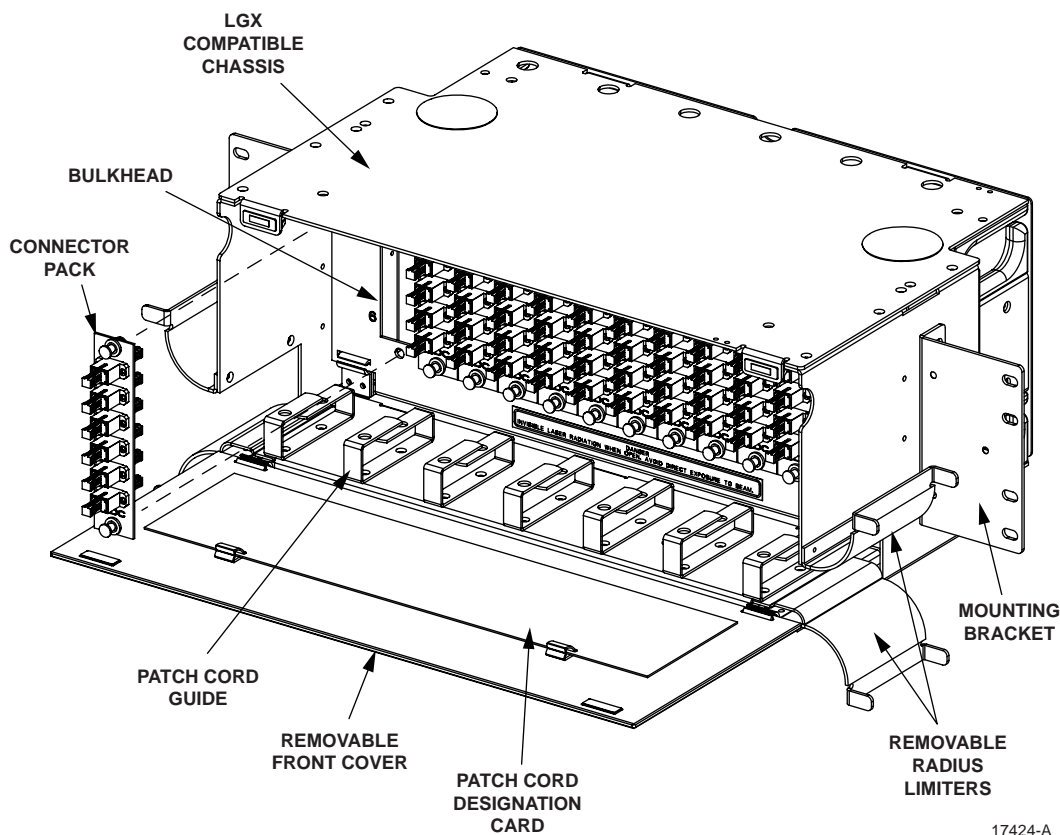 LGX
COMPATIBLE
CHASSIS
BULKHEAD
CONNECTOR
PACK
6
DANGER
INVISIBLE LASER RADIATION WHEN OPEN. AVOID DIRECT EXPOSURE TO BEAM.
MOUNTING
BRACKET
PATCH CORD
GUIDE
REMOVABLE
FRONT COVER
PATCH CORD
DESIGNATION
CARD
REMOVABLE
RADIUS
LIMITERS
17424-A